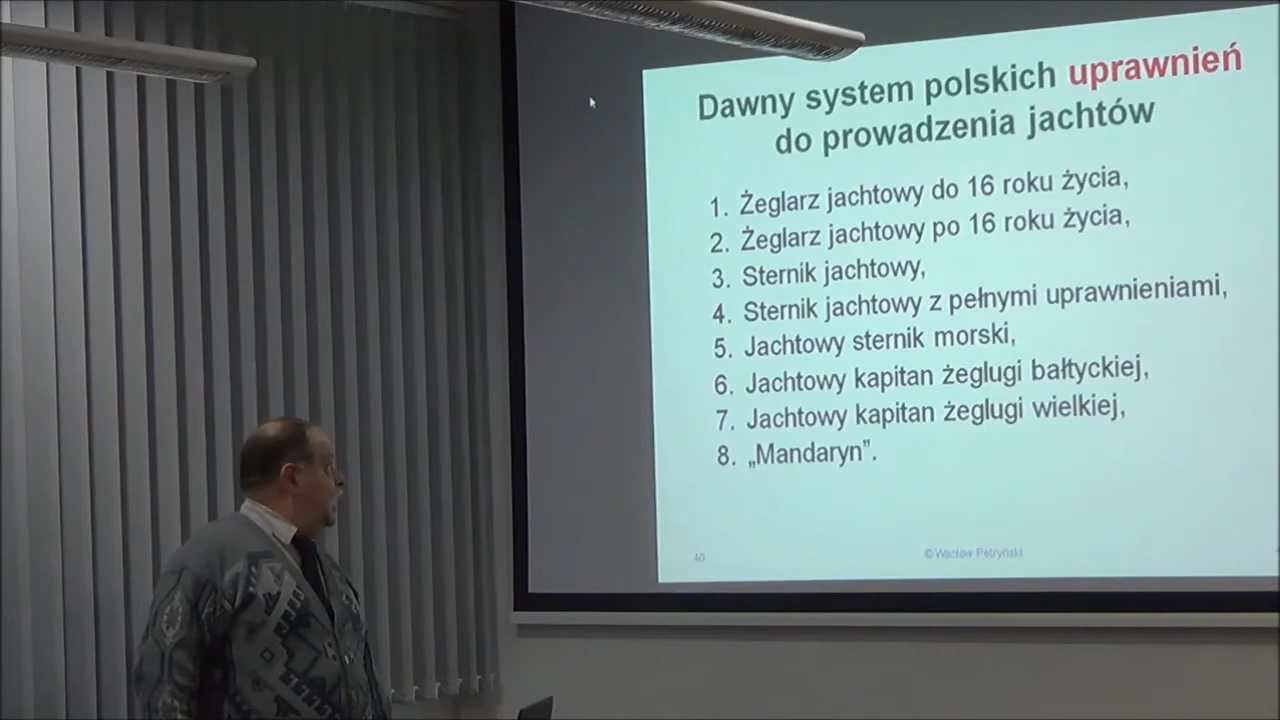 Dawny system polskich uprawnień
do prowadzenia jachtów
1. Żeglarz jachtowy do 16 roku życia,
2. Żeglarz jachtowy po 16 roku życia,
3. Sternik jachtowy,
4. Sternik jachtowy z pełnymi uprawnieniami,
5. Jachtowy sternik morski,
6. Jachtowy kapitan żeglugi bałtyckiej,
7. Jachtowy kapitan żeglugi wielkiej,
8. „Mandaryn”.
40
© Wacław Petryński